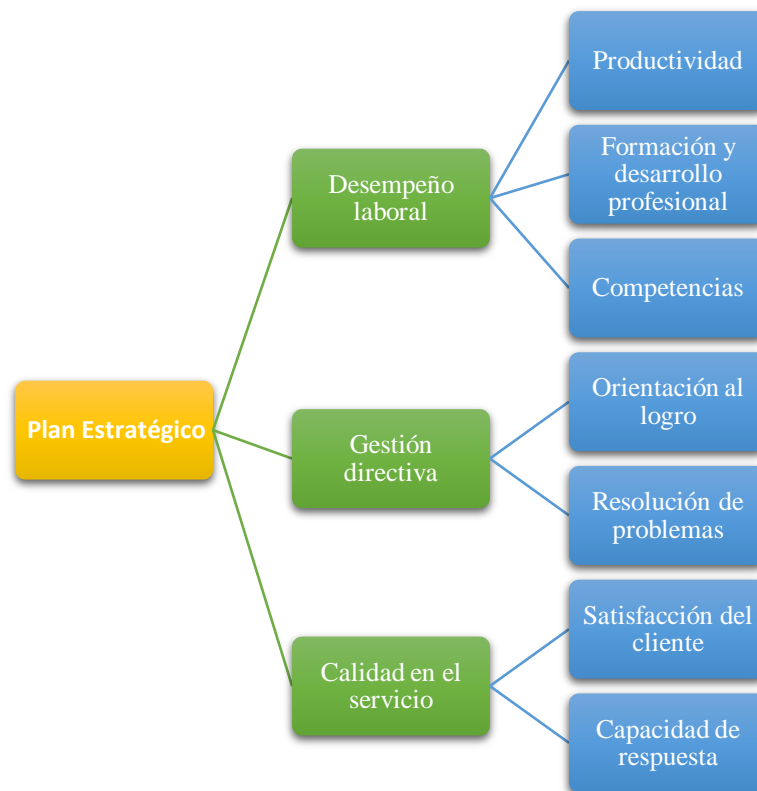 Plan Estratégico
Desempeño
laboral
Productividad
Formación y
desarrollo
profesional
Competencias
Gestión
directiva
Orientación al
logro
Resolución de
problemas
Calidad en el
servicio
Satisfacción del
cliente
Capacidad de
respuesta